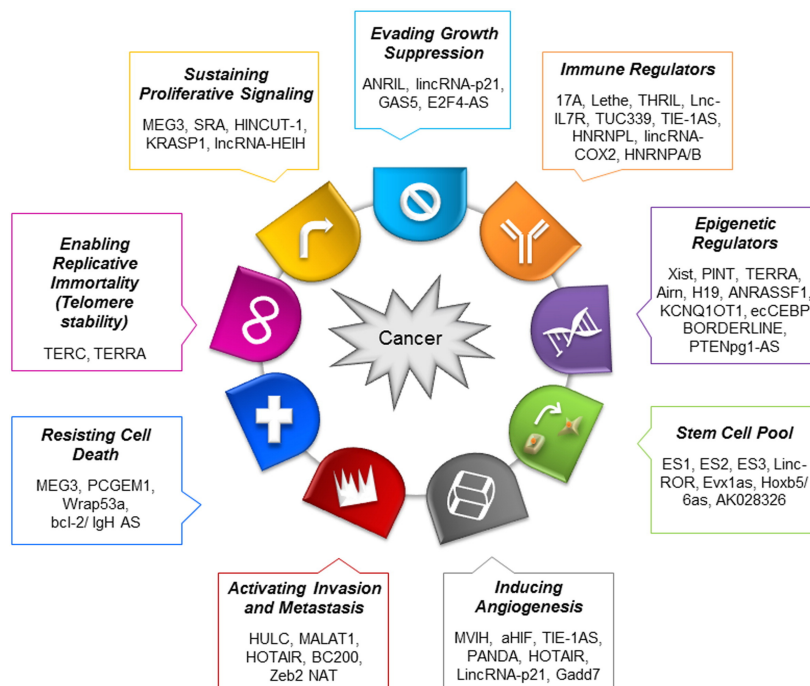 Evading Growth
Suppression
ANRIL, lincRNA-p21,
GAS5, E2F4-AS
Sustaining
Proliferative Signaling
MEG3, SRA, HINCUT-1,
KRASP1, lncRNA-HEIH
Immune Regulators
17A, Lethe, THRIL, Lnc-
IL7R, TUC339, TIE-1AS,
HNRNPL, lincRNA-
COX2, HNRNPA/B
Enabling
Replicative
Immortality
(Telomere
stability)
TERC, TERRA
Epigenetic
Regulators
Xist, PINT, TERRA,
Airn, H19, ANRASSF1,
KCNQ1OT1, ecCEBP
BORDERLINE,
PTENpg1-AS
Cancer
Resisting Cell
Death
MEG3, PCGEM1,
Wrap53a,
bcl-2/ IgH AS
Stem Cell Pool
ES1, ES2, ES3, Linc-
ROR, Evx1as, Hoxb5/
6as, AK028326
Activating Invasion
and Metastasis
HULC, MALAT1,
HOTAIR, BC200,
Zeb2 NAT
Inducing
Angiogenesis
MVIH, aHIF, TIE-1AS,
PANDA, HOTAIR,
LincRNA-p21, Gadd7